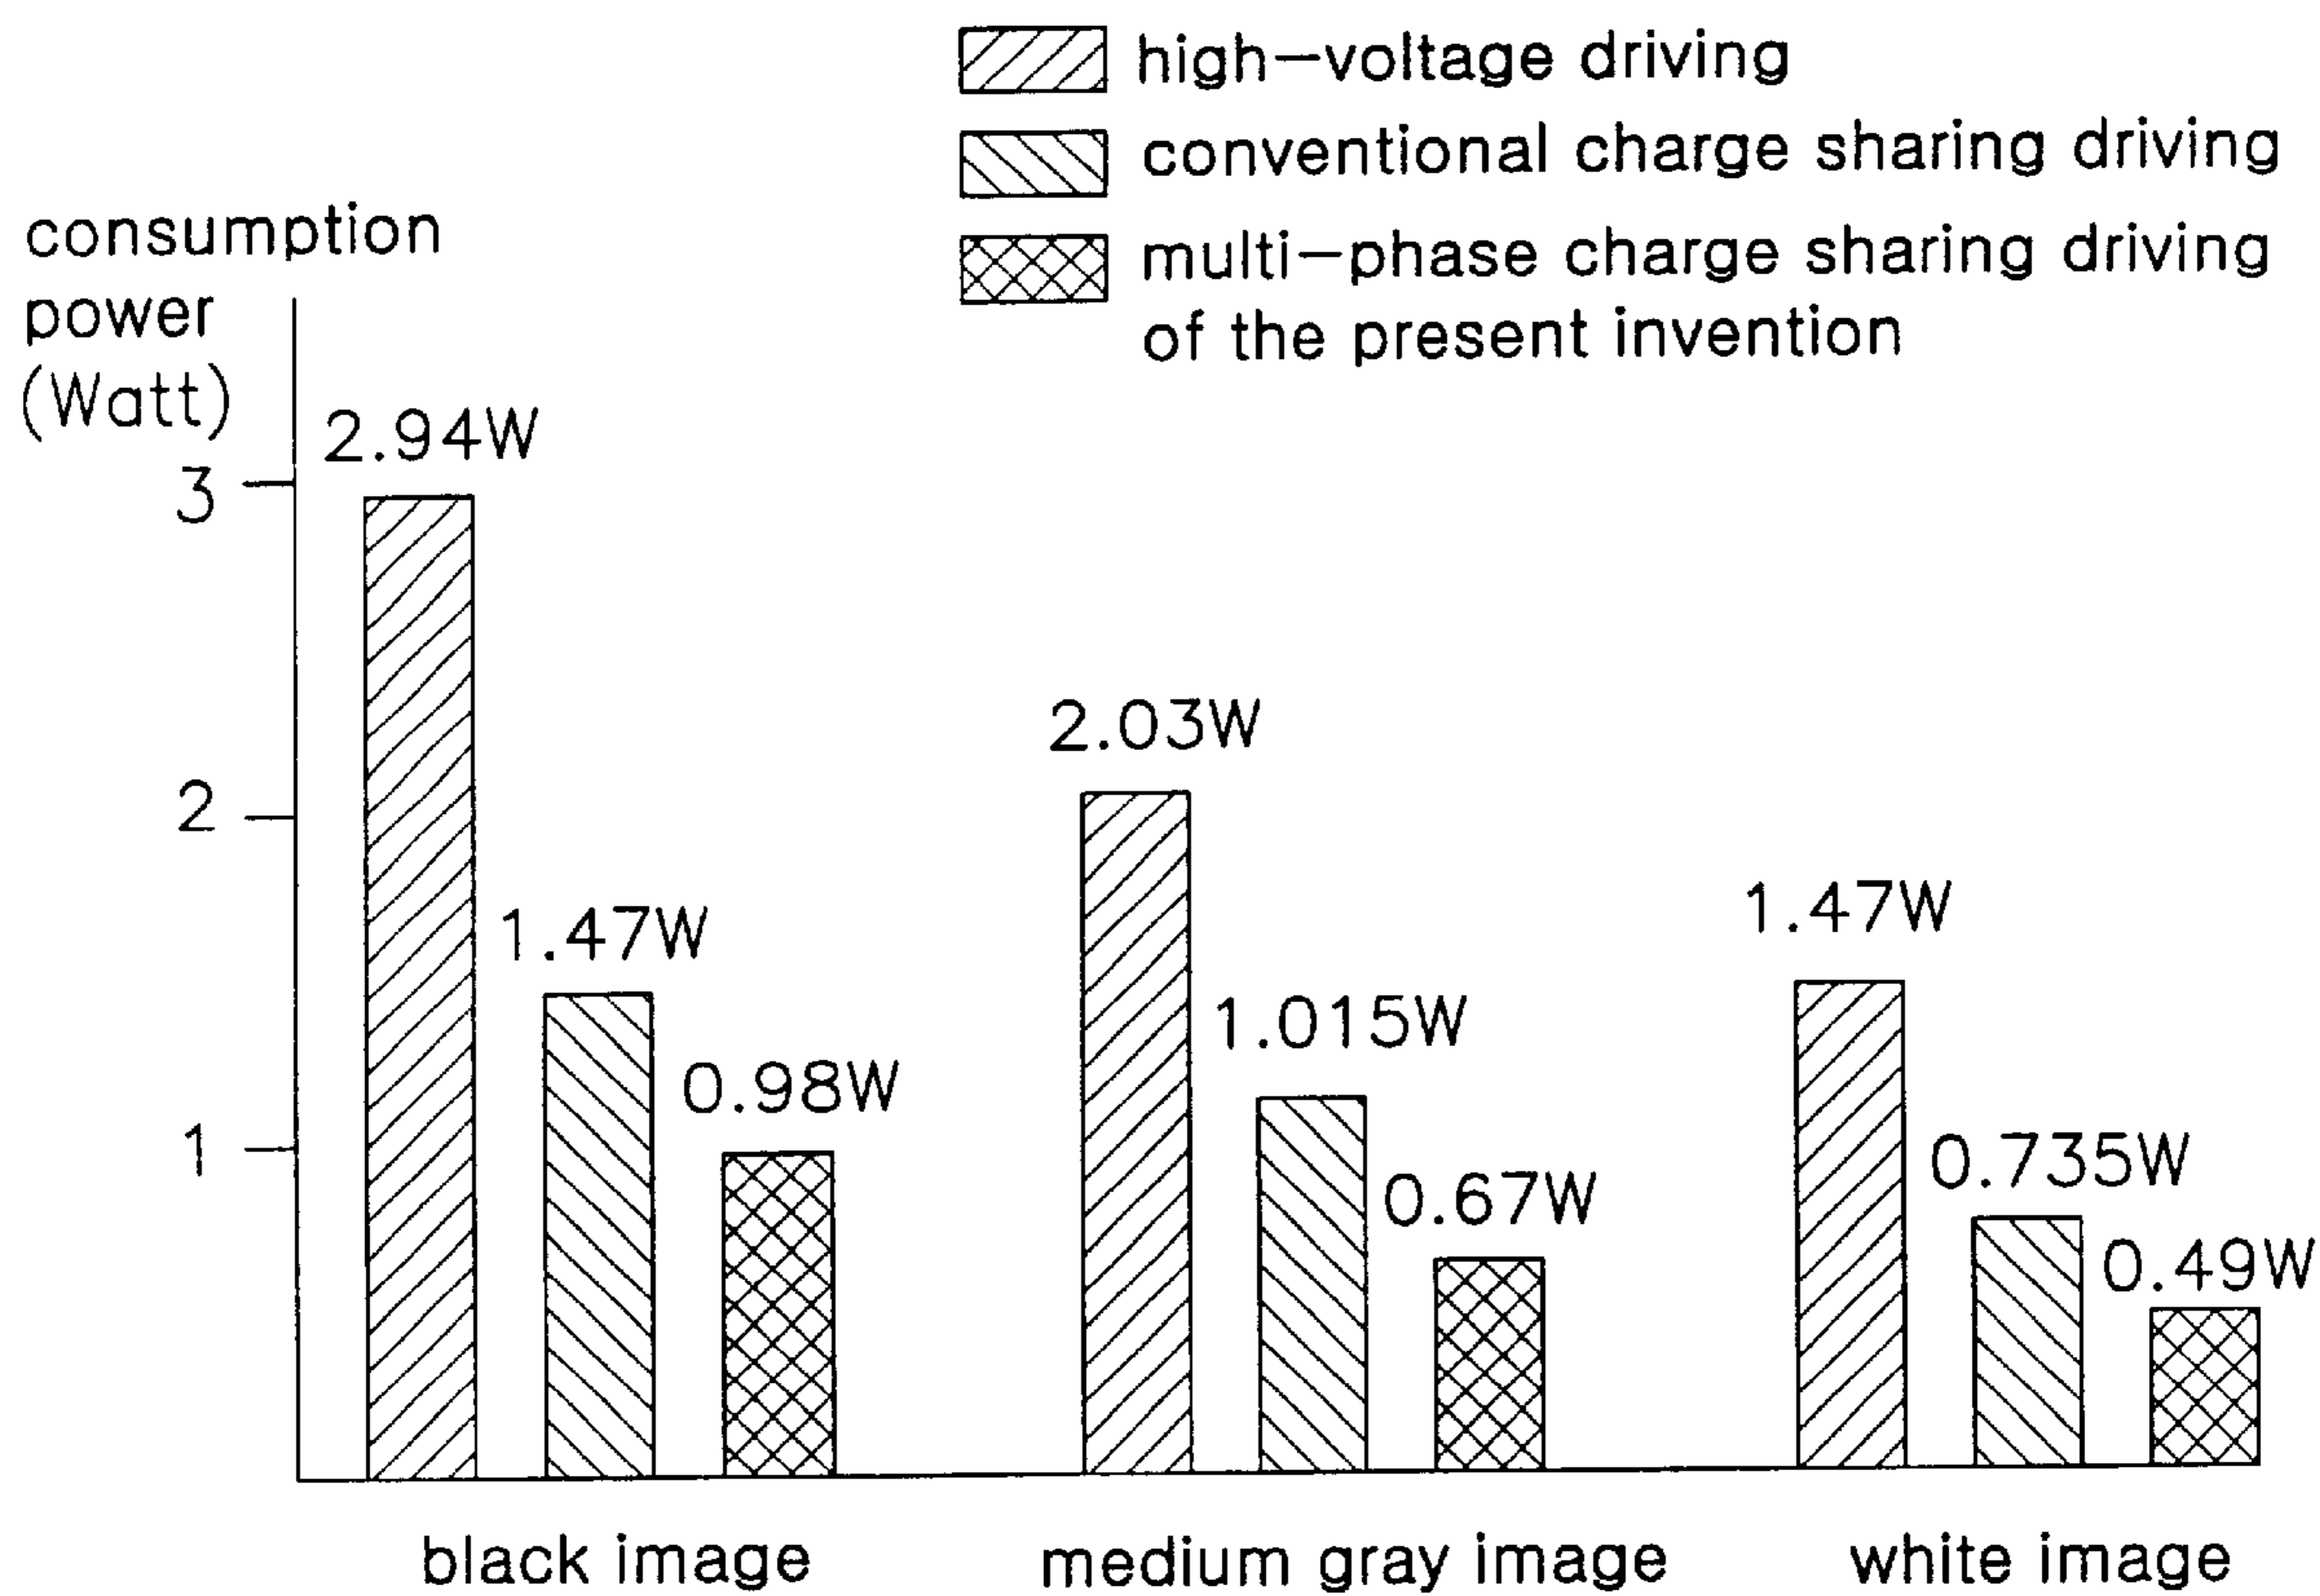 high-voltage driving
conventional charge sharing driving
multi-phase charge sharing driving
of the present invention
consumption
power
(Watt)
3
2
1
2.94W
1.47W
0.98W
2.03W
1.015W
0.67W
1.47W
0.735W
0.49W
black image
medium gray image
white image